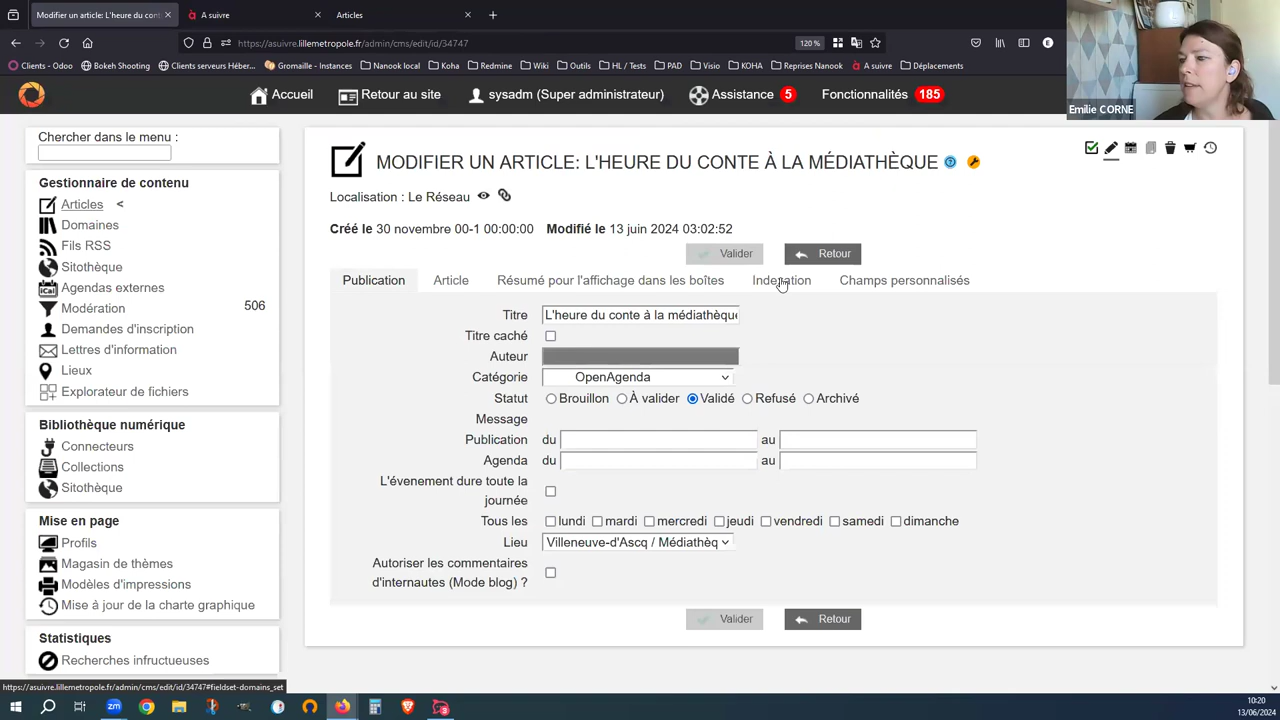 Modifier un article: L'heure du cont
A suivre
Articles
https://asuivre.lillemetropole.fr/admin/cms/edit/id/34747
120 %
Clients - Odoo
Bokeh Shooting
Clients serveurs Héber...
Gromaille - Instances
Nanook local
Koha
Redmine
Wiki
Outils
HL / Tests
PAD
Visio
KOHA
Reprises Nanook
A suivre
Déplacements
Emilie CORNE
Accueil
Retour au site
sysadm (Super administrateur)
Assistance 5
Fonctionnalités 185
Chercher dans le menu :
Gestionnaire de contenu
Articles <
Domaines
Fils RSS
Sitothèque
Agendas externes
Modération 506
Demandes d'inscription
Lettres d'information
Lieux
Explorateur de fichiers
Bibliothèque numérique
Connecteurs
Collections
Sitothèque
Mise en page
Profils
Magasin de thèmes
Modèles d'impressions
Mise à jour de la charte graphique
Statistiques
Recherches infructueuses
MODIFIER UN ARTICLE: L'HEURE DU CONTE À LA MÉDIATHÈQUE
Localisation : Le Réseau
Créé le 30 novembre 00-1 00:00:00 Modifié le 13 juin 2024 03:02:52
Valider
Retour
Publication
Article
Résumé pour l'affichage dans les boîtes
Indexation
Champs personnalisés
Titre L'heure du conte à la médiathèque
Titre caché
Auteur
Catégorie OpenAgenda
Statut Brouillon À valider Validé Refusé Archivé
Message
Publication du au
Agenda du au
L'évenement dure toute la
journée
Tous les lundi mardi mercredi jeudi vendredi samedi dimanche
Lieu Villeneuve-d'Ascq / Médiathèq
Autoriser les commentaires
d'internautes (Mode blog) ?
Valider
Retour
https://asuivre.lillemetropole.fr/admin/cms/edit/id/34747#fieldset-domains_set
10:20
13/06/2024